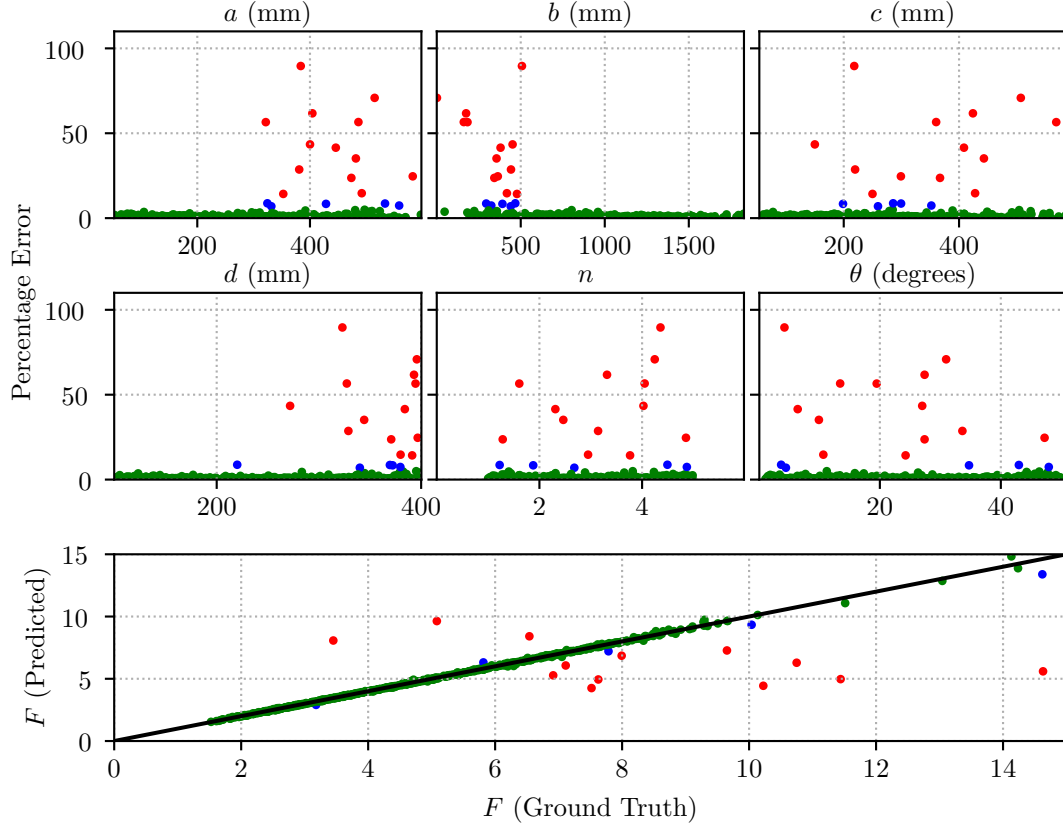 a (mm) b (mm) c (mm)
100
50
0
200 400 500 1000 1500 200 400
d (mm) n θ (degrees)
100
50
0
200 400 2 4 20 40
Percentage Error
15
10
5
0
0 2 4 6 8 10 12 14
F (Predicted)
F (Ground Truth)